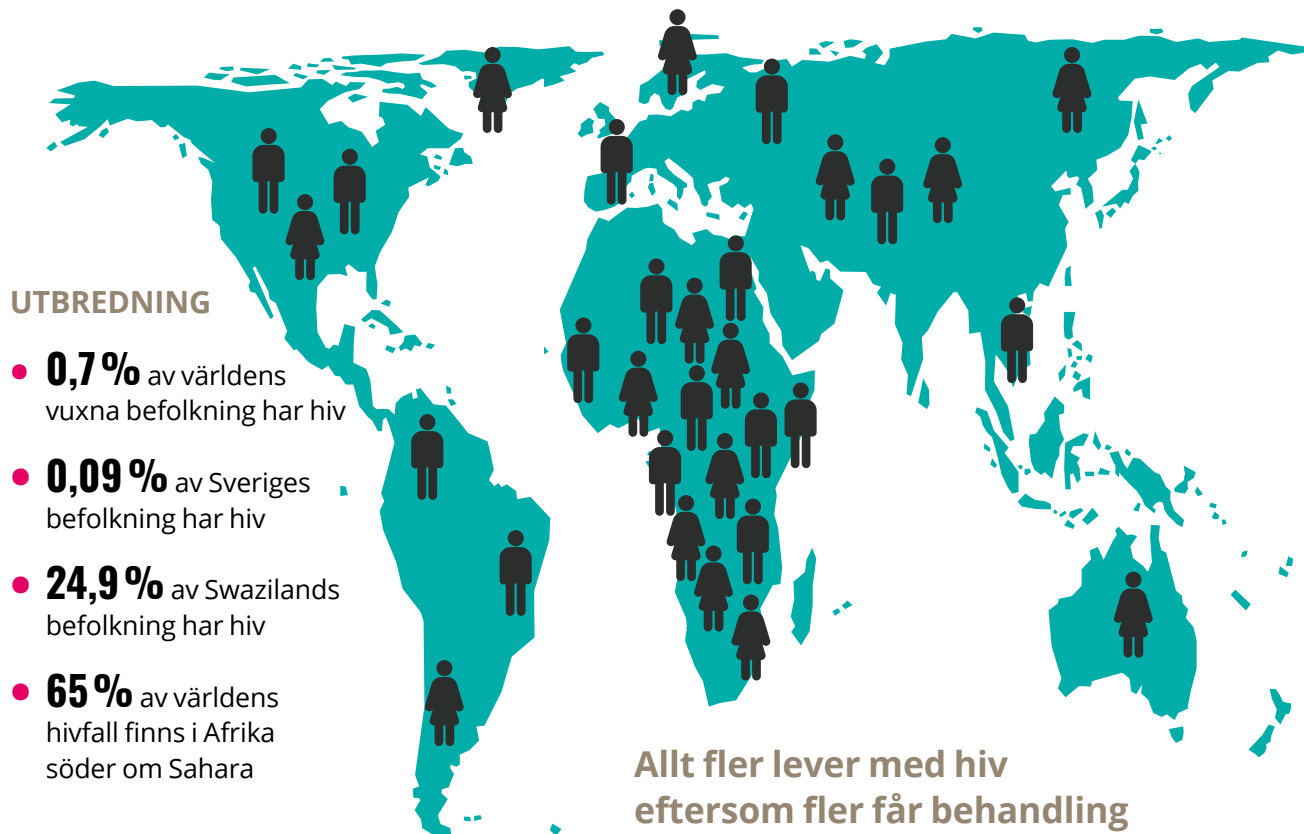 UTBREDNING
0,7 % av världens
vuxna befolkning har hiv
0,09 % av Sveriges
befolkning har hiv
24,9 % av Swazilands
befolkning har hiv
65 % av världens
hivfall finns i Afrika
söder om Sahara
Allt fler lever med hiv
eftersom fler får behandling